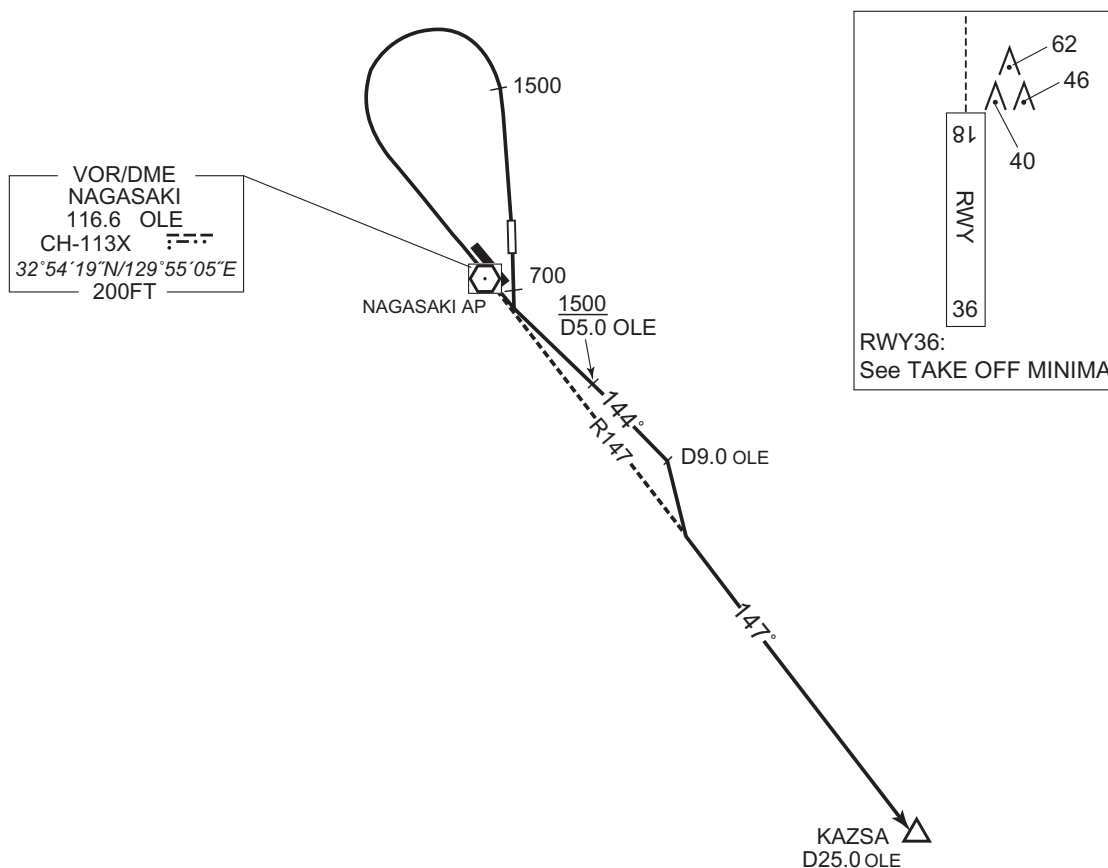 1500
VOR/DME
NAGASAKI
116.6 OLE
CH-113X
32°54´19˝N/129°55´05˝E
200FT
NAGASAKI AP
700
1500
D5.0 OLE
144°
R147
D9.0 OLE
147°
KAZSA
D25.0 OLE
62
46
40
18
RWY
36
RWY36:
See TAKE OFF MINIMA